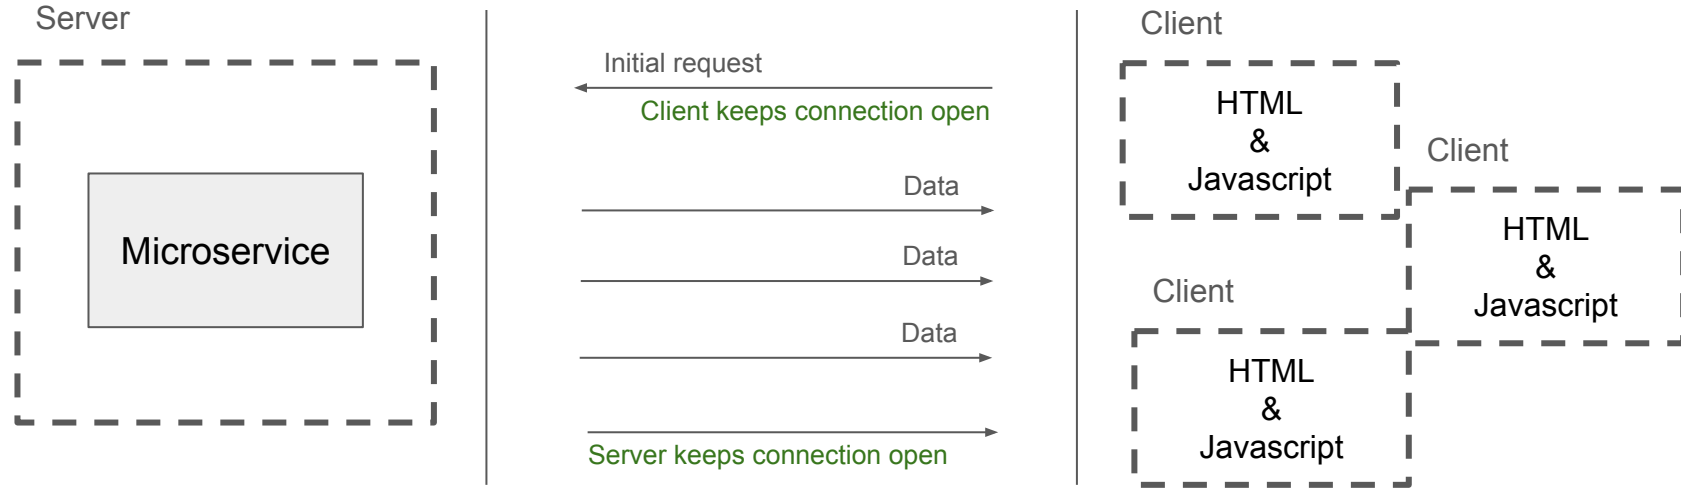 Server
Microservice
Initial request
Client keeps connection open
Data
Data
Data
Server keeps connection open
Client
HTML
&
Javascript
Client
HTML
&
Javascript
Client
HTML
&
Javascript